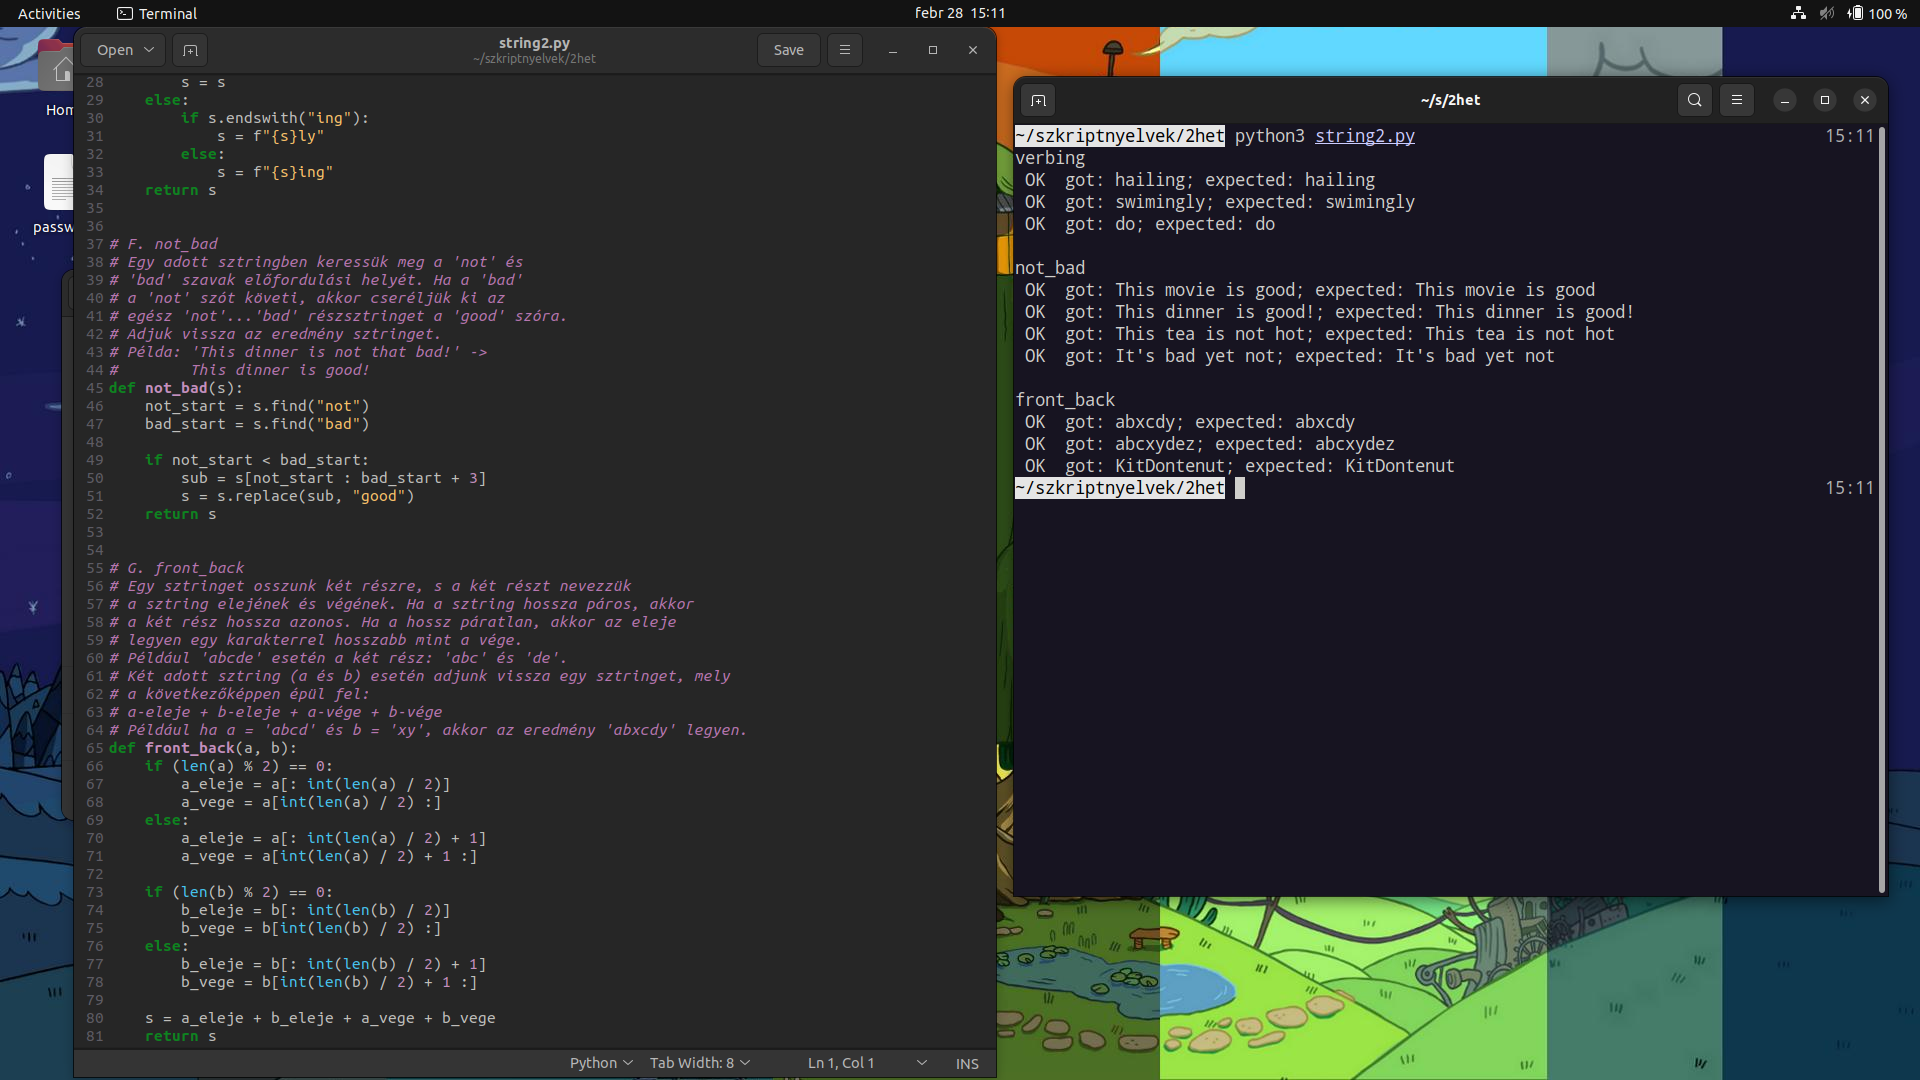 Activities
Terminal
febr 28 15:11
100 %
Hom
passw
Open
string2.py
~/szkriptnyelvek/2het
Save
28         s = s
29     else:
30         if s.endswith("ing"):
31             s = f"{s}ly"
32         else:
33             s = f"{s}ing"
34     return s
35
36
37 # F. not_bad
38 # Egy adott sztringben keressük meg a 'not' és
39 # 'bad' szavak előfordulási helyét. Ha a 'bad'
40 # a 'not' szót követi, akkor cseréljük ki az
41 # egész 'not'...'bad' részsztringet a 'good' szóra.
42 # Adjuk vissza az eredmény sztringet.
43 # Példa: 'This dinner is not that bad!' ->
44 #        This dinner is good!
45 def not_bad(s):
46     not_start = s.find("not")
47     bad_start = s.find("bad")
48
49     if not_start < bad_start:
50         sub = s[not_start : bad_start + 3]
51         s = s.replace(sub, "good")
52     return s
53
54
55 # G. front_back
56 # Egy sztringet osszunk két részre, s a két részt nevezzük
57 # a sztring elejének és végének. Ha a sztring hossza páros, akkor
58 # a két rész hossza azonos. Ha a hossz páratlan, akkor az eleje
59 # legyen egy karakterrel hosszabb mint a vége.
60 # Például 'abcde' esetén a két rész: 'abc' és 'de'.
61 # Két adott sztring (a és b) esetén adjunk vissza egy sztringet, mely
62 # a következőképpen épül fel:
63 # a-eleje + b-eleje + a-vége + b-vége
64 # Például ha a = 'abcd' és b = 'xy', akkor az eredmény 'abxcdy' legyen.
65 def front_back(a, b):
66     if (len(a) % 2) == 0:
67         a_eleje = a[: int(len(a) / 2)]
68         a_vege = a[int(len(a) / 2) :]
69     else:
70         a_eleje = a[: int(len(a) / 2) + 1]
71         a_vege = a[int(len(a) / 2) + 1 :]
72
73     if (len(b) % 2) == 0:
74         b_eleje = b[: int(len(b) / 2)]
75         b_vege = b[int(len(b) / 2) :]
76     else:
77         b_eleje = b[: int(len(b) / 2) + 1]
78         b_vege = b[int(len(b) / 2) + 1 :]
79
80     s = a_eleje + b_eleje + a_vege + b_vege
81     return s
Python
Tab Width: 8
Ln 1, Col 1
INS
~/s/2het
~/szkriptnyelvek/2het python3 string2.py 15:11
verbing
 OK  got: hailing; expected: hailing
 OK  got: swimingly; expected: swimingly
 OK  got: do; expected: do
not_bad
 OK  got: This movie is good; expected: This movie is good
 OK  got: This dinner is good!; expected: This dinner is good!
 OK  got: This tea is not hot; expected: This tea is not hot
 OK  got: It's bad yet not; expected: It's bad yet not
front_back
 OK  got: abxcdy; expected: abxcdy
 OK  got: abcxydez; expected: abcxydez
 OK  got: KitDontenut; expected: KitDontenut
~/szkriptnyelvek/2het 15:11